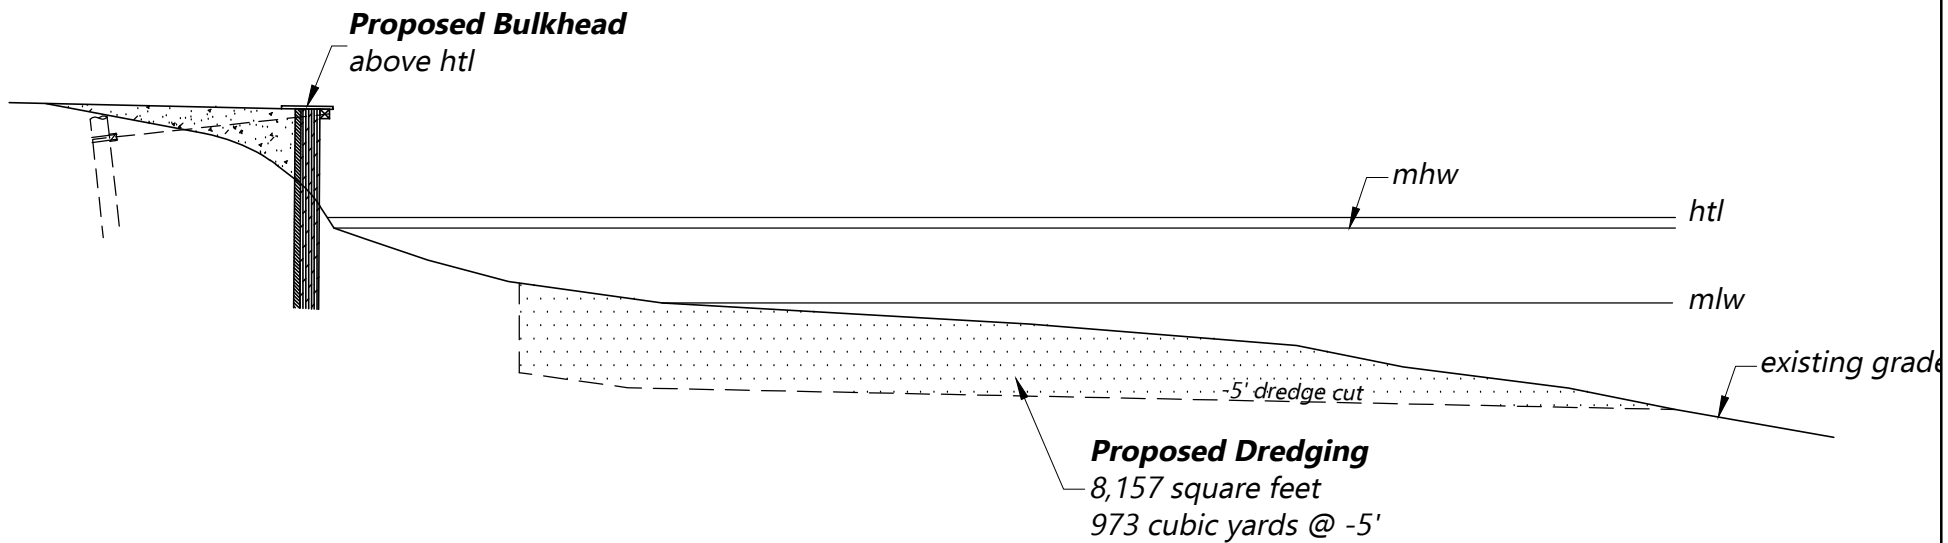 Proposed Bulkhead
above htl
mhw
htl
mlw
existing grade
-5' dredge cut
Proposed Dredging
8,157 square feet
973 cubic yards @ -5'